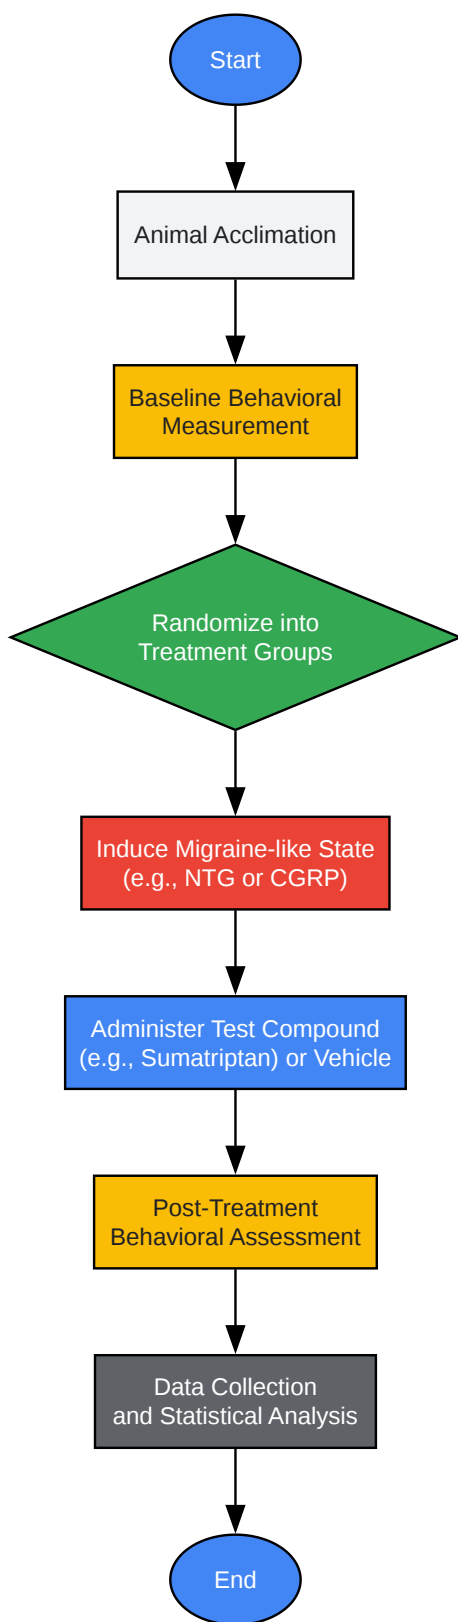 Start
Animal Acclimation
Baseline Behavioral
Measurement
Randomize into
Treatment Groups
Induce Migraine-like State
(e.g., NTG or CGRP)
Administer Test Compound
(e.g., Sumatriptan) or Vehicle
Post-Treatment
Behavioral Assessment
Data Collection
and Statistical Analysis
End